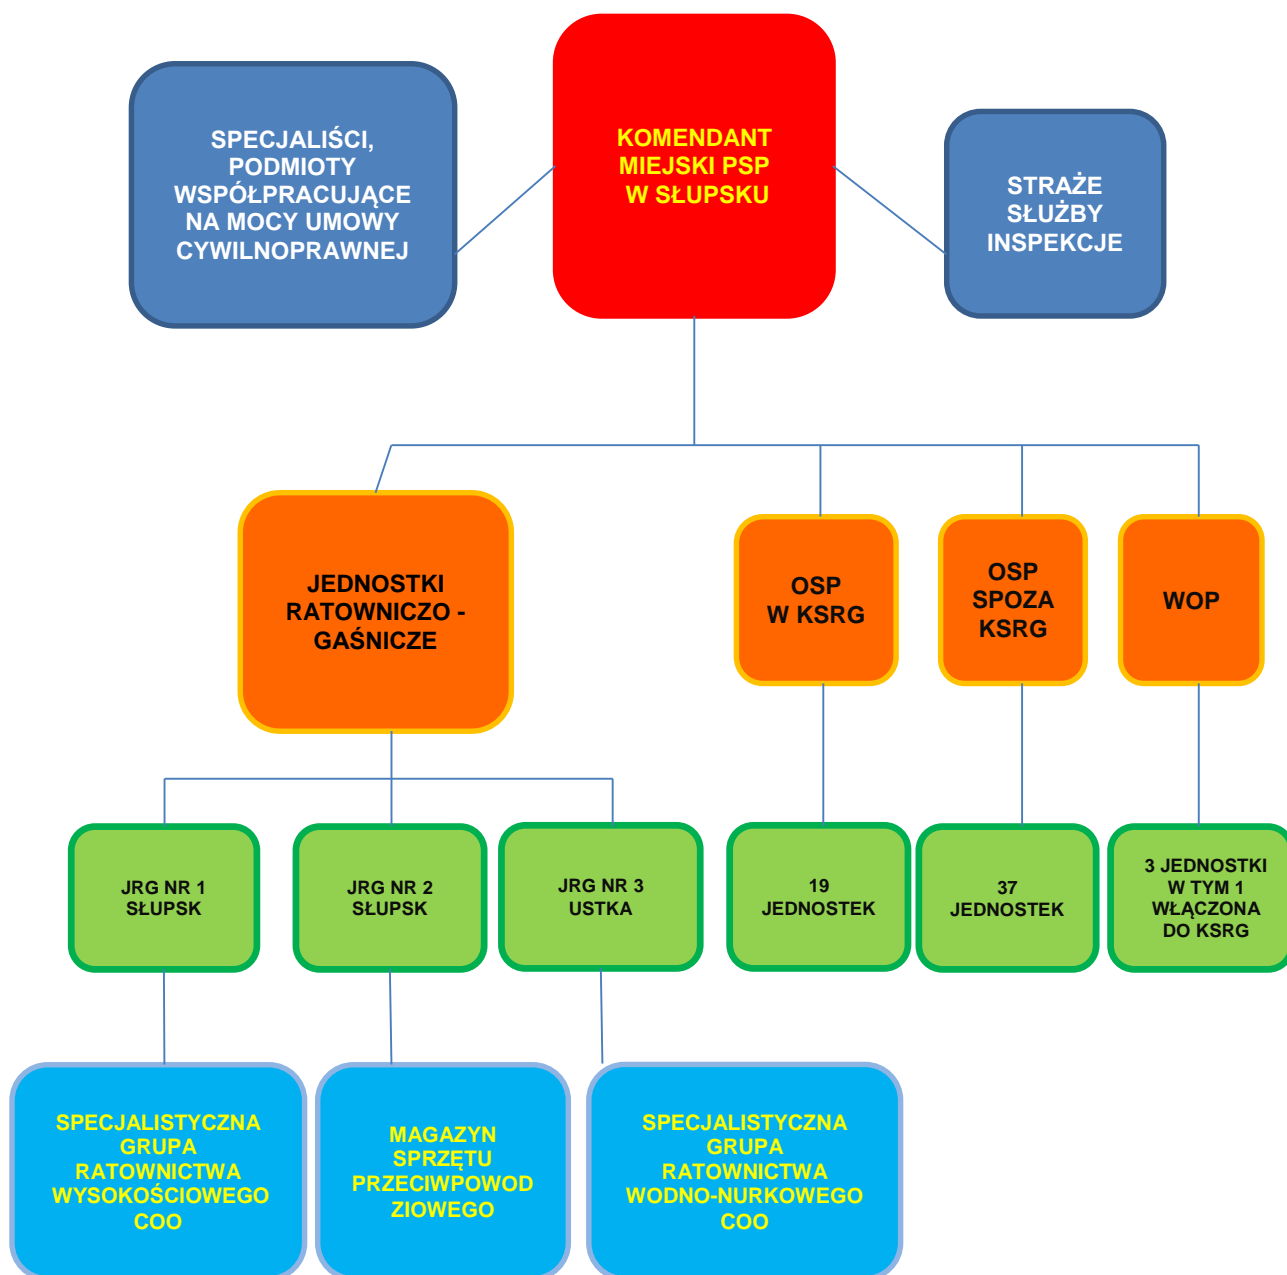 SPECJALIŚCI,
PODMIOTY
WSPÓŁPRACUJĄCE
NA MOCY UMOWY
CYWILNOPRAWNEJ
KOMENDANT
MIEJSKI PSP
W SŁUPSKU
STRAŻE
SŁUŻBY
INSPEKCJE
JEDNOSTKI
RATOWNICZO -
GAŚNICZE
OSP
W KSRG
OSP
SPOZA
KSRG
WOP
JRG NR 1
SŁUPSK
JRG NR 2
SŁUPSK
JRG NR 3
USTKA
19
JEDNOSTEK
37
JEDNOSTEK
3 JEDNOSTKI
W TYM 1
WŁĄCZONA
DO KSRG
SPECJALISTYCZNA
GRUPA
RATOWNICTWA
WYSOKOŚCIOWEGO
COO
MAGAZYN
SPRZĘTU
PRZECIWPOWOD
ZIOWEGO
SPECJALISTYCZNA
GRUPA
RATOWNICTWA
WODNO-NURKOWEGO
COO